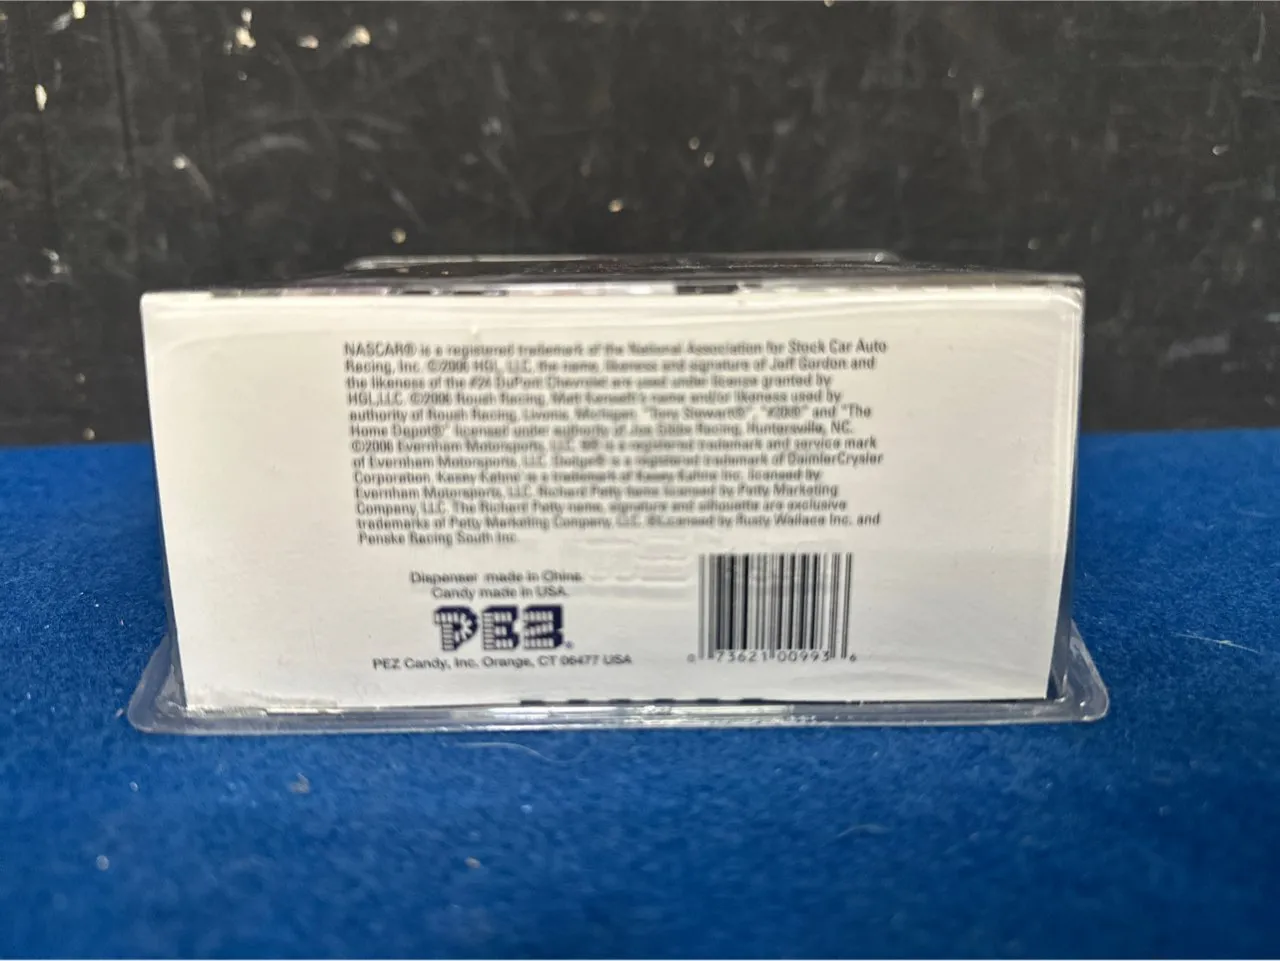 NASCAR® is a registered trademark of the National Association for Stock Car Auto
Racing, Inc. ©2006 HGL, LLC, the name, likeness and signature of Jeff Gordon and
the likeness of the #24 DuPont Chevrolet are used under license granted by
HGL,LLC. ©2006 Roush Racing, Matt Kenseth's name and/or likeness used by
authority of Roush Racing, Livonia, Michigan. "Tony Stewart®", "#20®" and "The
Home Depot®" licensed under authority of Joe Gibbs Racing, Huntersville, NC.
©2006 Evernham Motorsports, LLC. #9 is a registered trademark and service mark
of Evernham Motorsports, LLC. Dodge® is a registered trademark of DaimlerCrysler
Corporation. Kasey Kahne is a trademark of Kasey Kahne Inc. licensed by
Evernham Motorsports, LLC. Richard Petty items licensed by Petty Marketing
Company, LLC. The Richard Petty name, signature and silhouette are exclusive
trademarks of Petty Marketing Company, LLC. ©Licensed by Rusty Wallace Inc. and
Penske Racing South Inc.
Dispenser made in China.
Candy made in USA.
PEZ®
PEZ Candy, Inc. Orange, CT 06477 USA
0 73621 00993 6